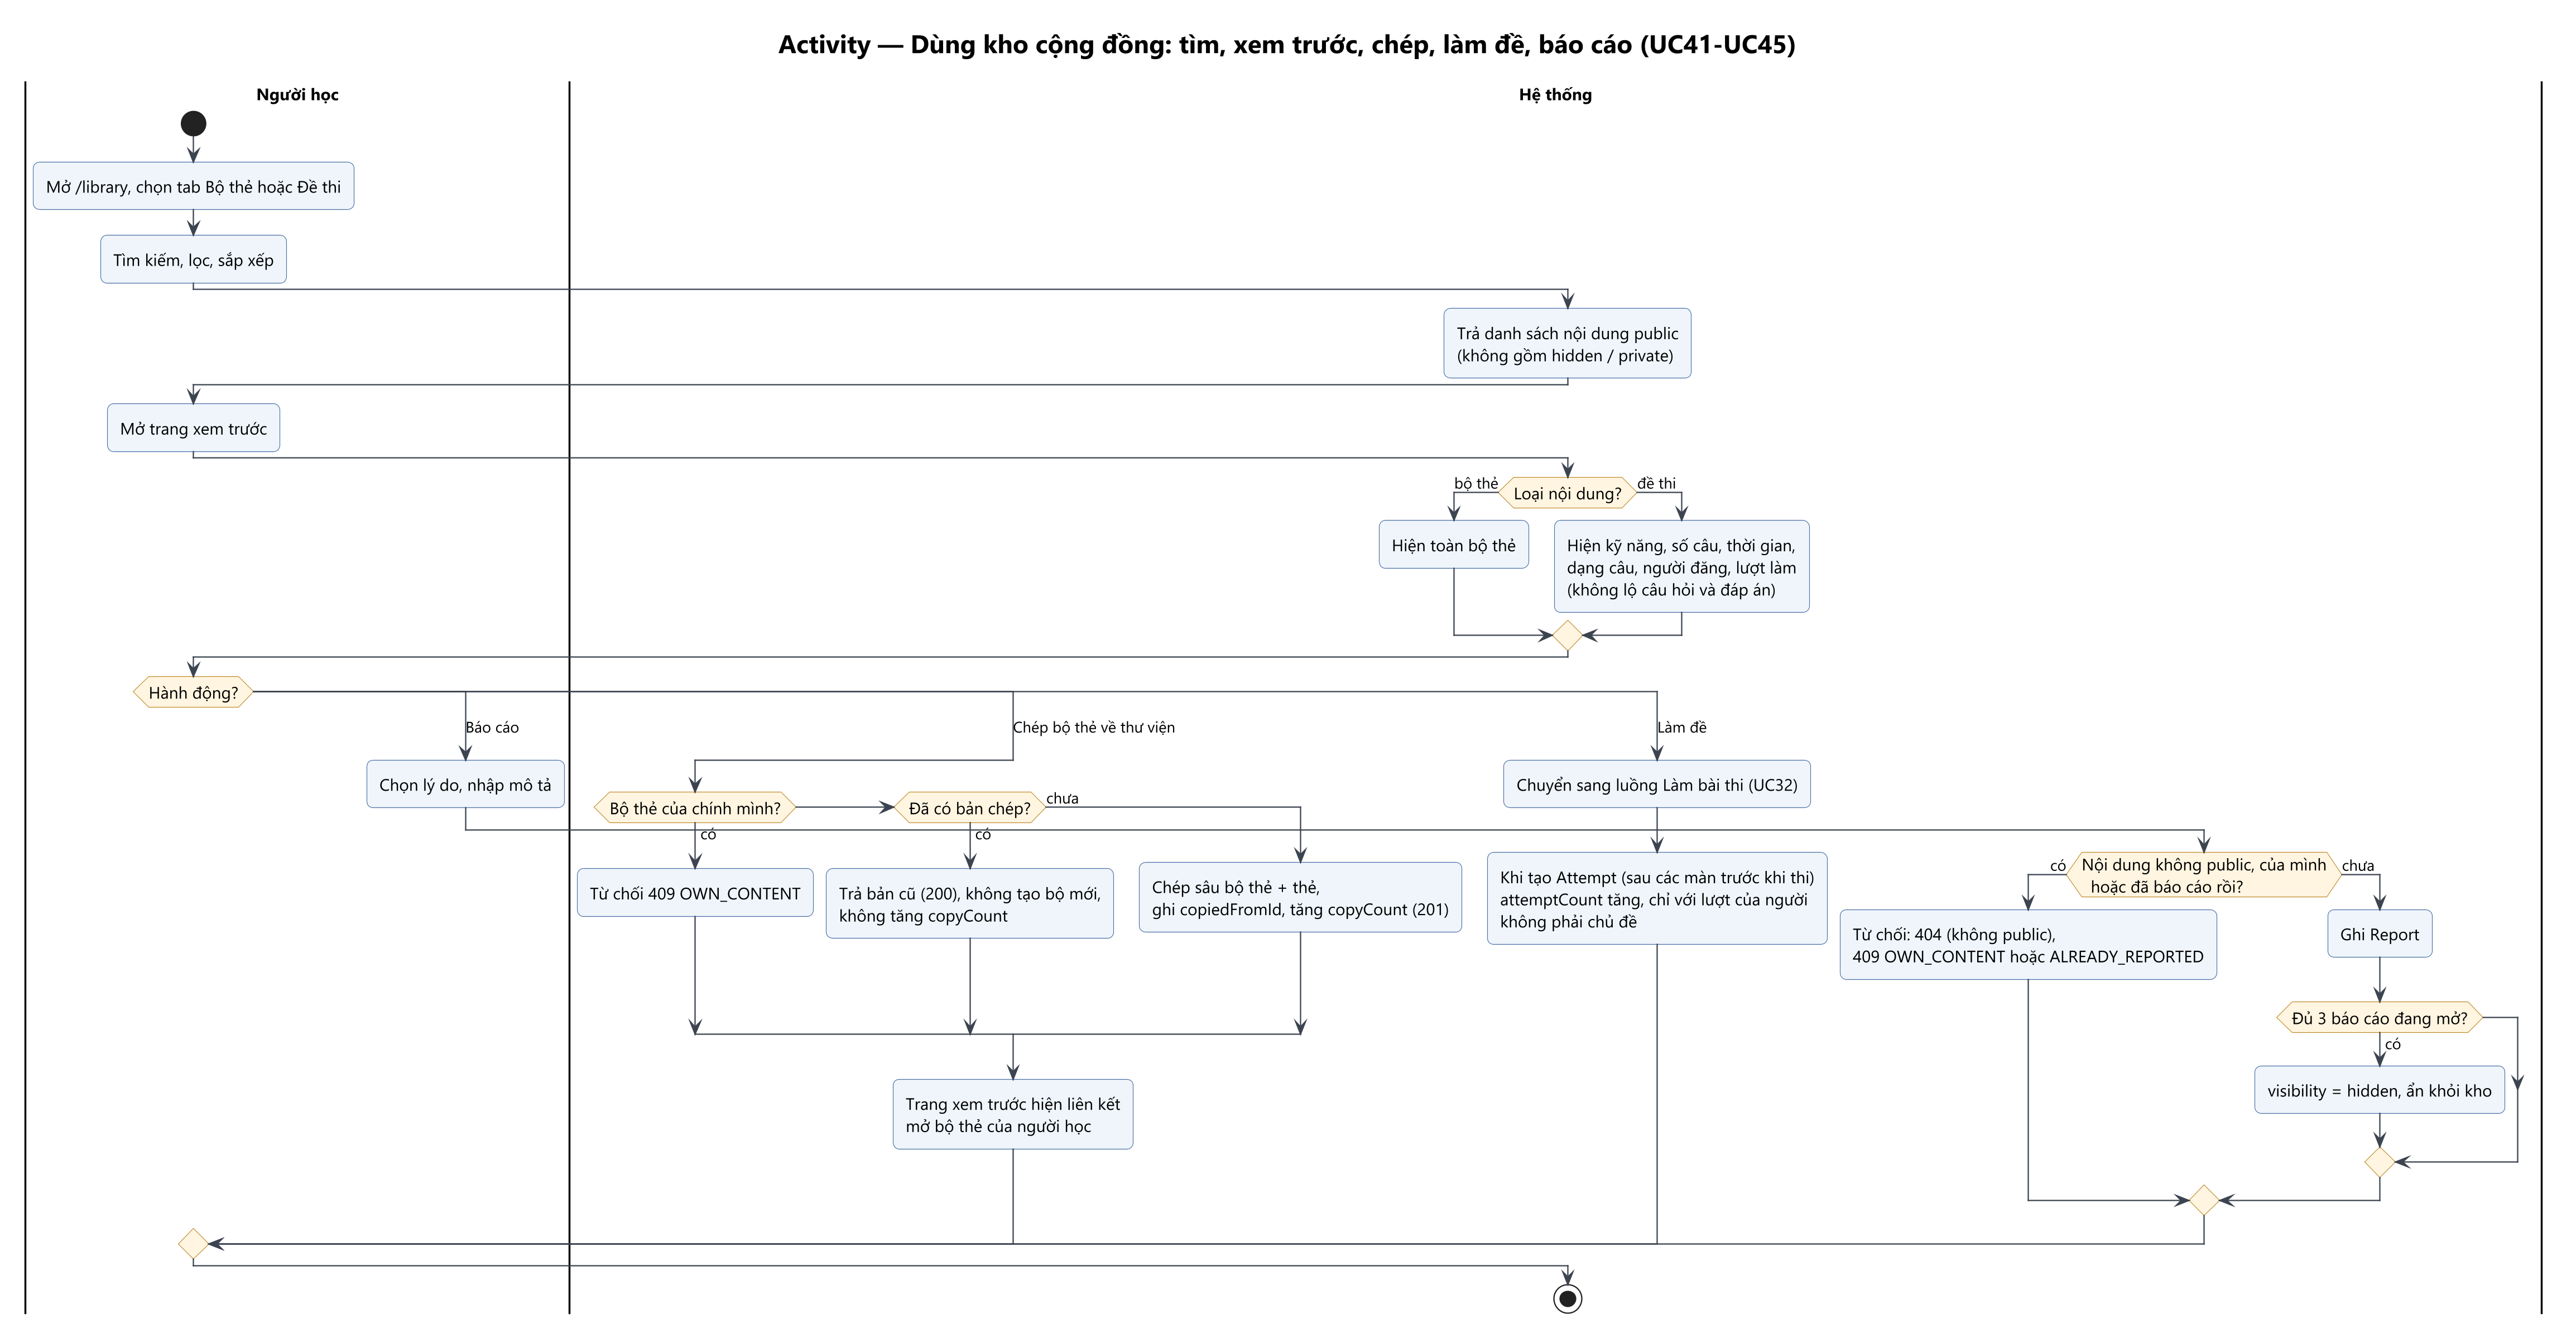 Activity — Dùng kho cộng đồng: tìm, xem trước, chép, làm đề, báo cáo (UC41-UC45)
Người học
Hệ thống
Mở /library, chọn tab Bộ thẻ hoặc Đề thi
Tìm kiếm, lọc, sắp xếp
Trả danh sách nội dung public
(không gồm hidden / private)
Mở trang xem trước
Loại nội dung?
bộ thẻ
đề thi
Hiện toàn bộ thẻ
Hiện kỹ năng, số câu, thời gian,
dạng câu, người đăng, lượt làm
(không lộ câu hỏi và đáp án)
Hành động?
Báo cáo
Chép bộ thẻ về thư viện
Làm đề
Chọn lý do, nhập mô tả
Bộ thẻ của chính mình?
có
Đã có bản chép?
có
chưa
Chuyển sang luồng Làm bài thi (UC32)
Từ chối 409 OWN_CONTENT
Trả bản cũ (200), không tạo bộ mới,
không tăng copyCount
Chép sâu bộ thẻ + thẻ,
ghi copiedFromId, tăng copyCount (201)
Khi tạo Attempt (sau các màn trước khi thi)
attemptCount tăng, chỉ với lượt của người
không phải chủ đề
có
Nội dung không public, của mình
hoặc đã báo cáo rồi?
chưa
Từ chối: 404 (không public),
409 OWN_CONTENT hoặc ALREADY_REPORTED
Ghi Report
Đủ 3 báo cáo đang mở?
có
visibility = hidden, ẩn khỏi kho
Trang xem trước hiện liên kết
mở bộ thẻ của người học